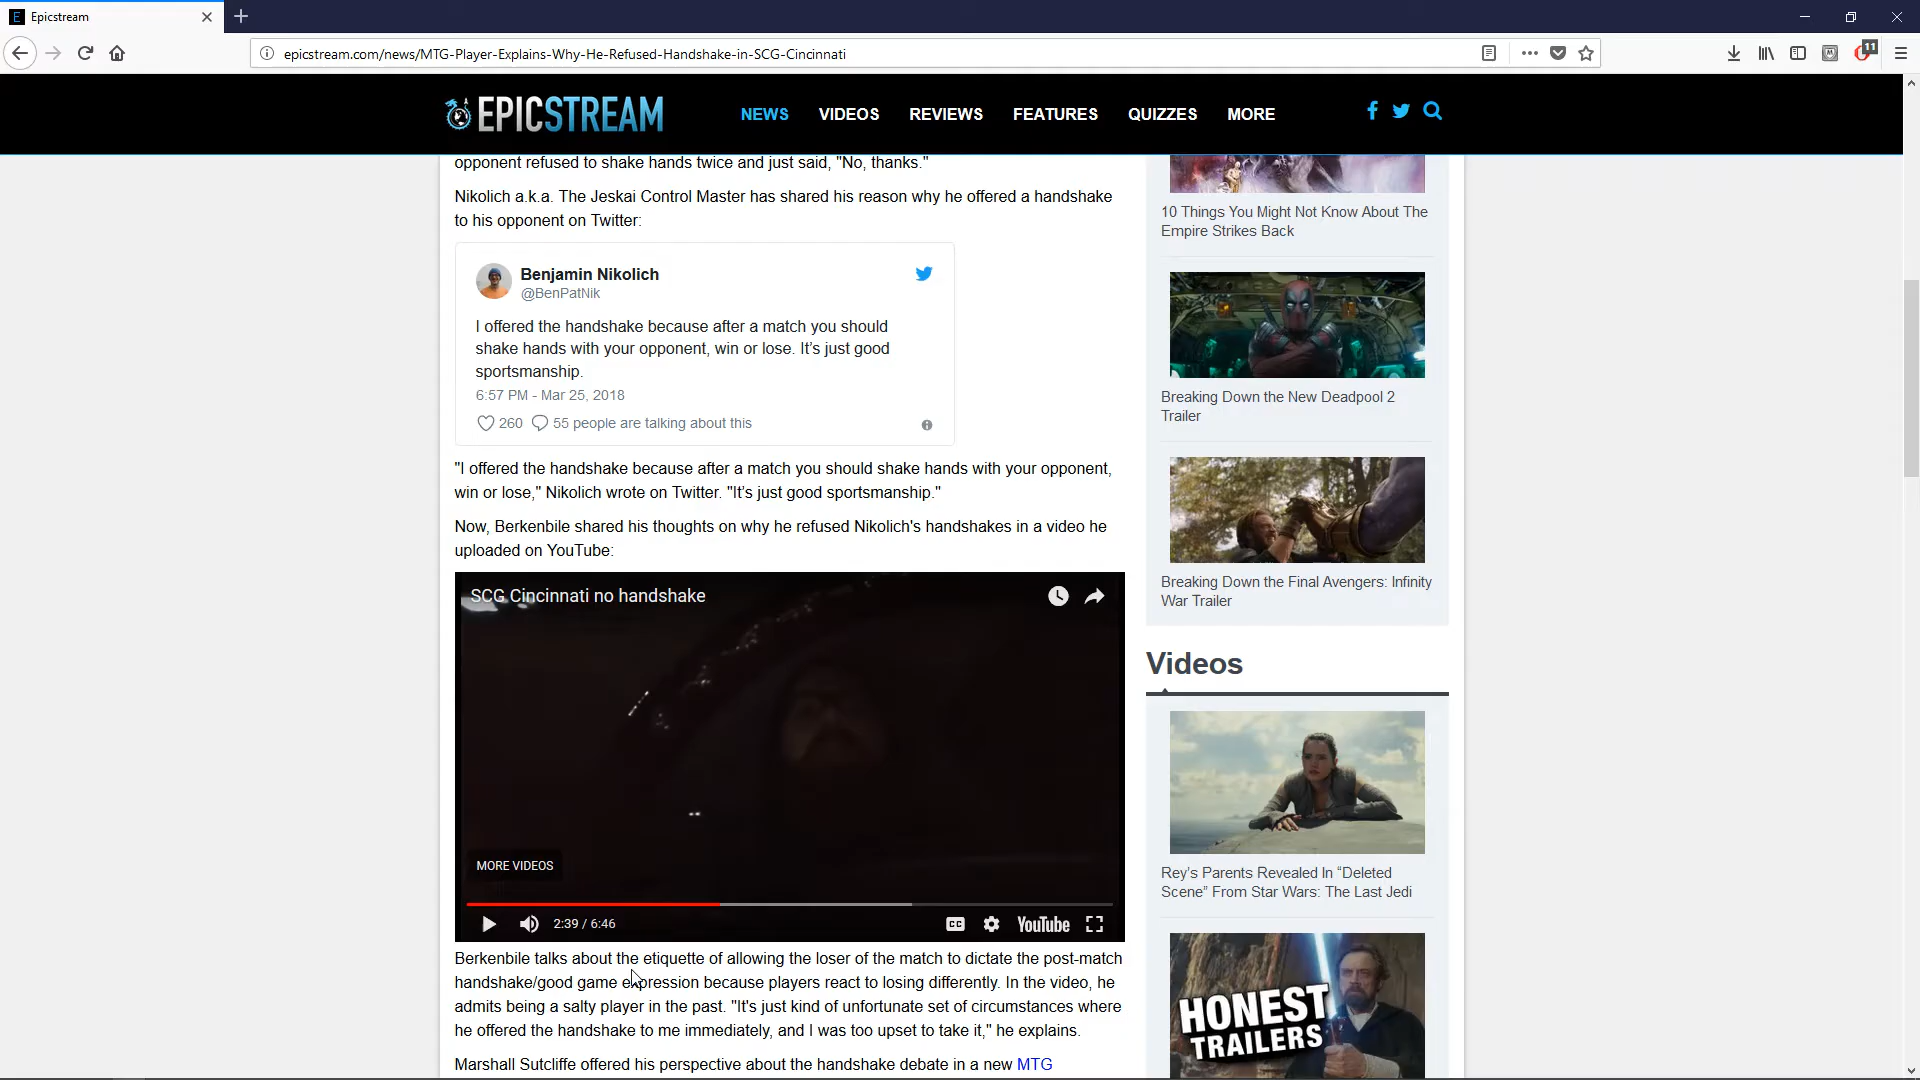 Epicstream
epicstream.com/news/MTG-Player-Explains-Why-He-Refused-Handshake-in-SCG-Cincinnati
11
EPICSTREAM
NEWS VIDEOS REVIEWS FEATURES QUIZZES MORE
opponent refused to shake hands twice and just said, "No, thanks."
Nikolich a.k.a. The Jeskai Control Master has shared his reason why he offered a handshake
to his opponent on Twitter:
Benjamin Nikolich
@BenPatNik
I offered the handshake because after a match you should
shake hands with your opponent, win or lose. It’s just good
sportsmanship.
6:57 PM - Mar 25, 2018
260 55 people are talking about this
"I offered the handshake because after a match you should shake hands with your opponent,
win or lose," Nikolich wrote on Twitter. "It’s just good sportsmanship."
Now, Berkenbile shared his thoughts on why he refused Nikolich's handshakes in a video he
uploaded on YouTube:
SCG Cincinnati no handshake
MORE VIDEOS
2:39 / 6:46
CC
YouTube
Berkenbile talks about the etiquette of allowing the loser of the match to dictate the post-match
handshake/good game expression because players react to losing differently. In the video, he
admits being a salty player in the past. "It's just kind of unfortunate set of circumstances where
he offered the handshake to me immediately, and I was too upset to take it," he explains.
Marshall Sutcliffe offered his perspective about the handshake debate in a new MTG
10 Things You Might Not Know About The
Empire Strikes Back
Breaking Down the New Deadpool 2
Trailer
Breaking Down the Final Avengers: Infinity
War Trailer
Videos
Rey’s Parents Revealed In “Deleted
Scene” From Star Wars: The Last Jedi
HONEST
TRAILERS